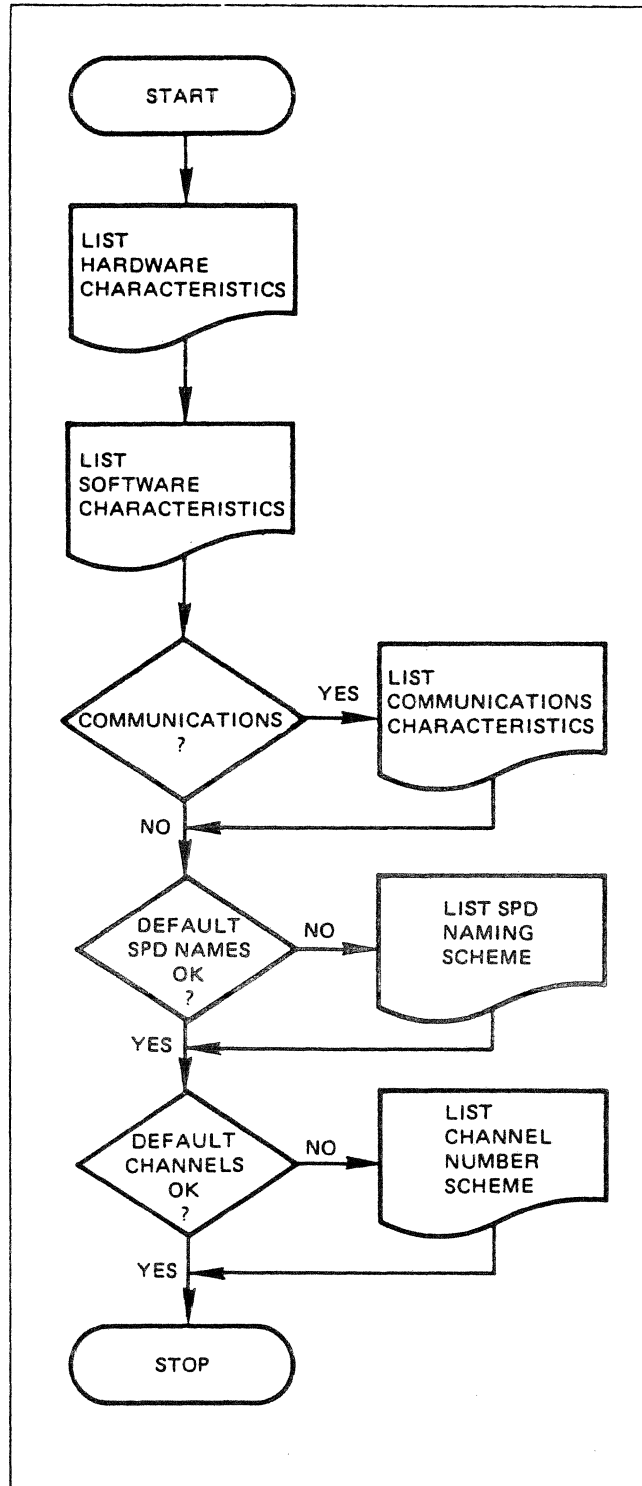 START
LIST
HARDWARE
CHARACTERISTICS
LIST
SOFTWARE
CHARACTERISTICS
COMMUNICATIONS
?
YES
LIST
COMMUNICATIONS
CHARACTERISTICS
NO
DEFAULT
SPD NAMES
OK
?
NO
LIST SPD
NAMING
SCHEME
YES
DEFAULT
CHANNELS
OK
?
NO
LIST
CHANNEL
NUMBER
SCHEME
YES
STOP